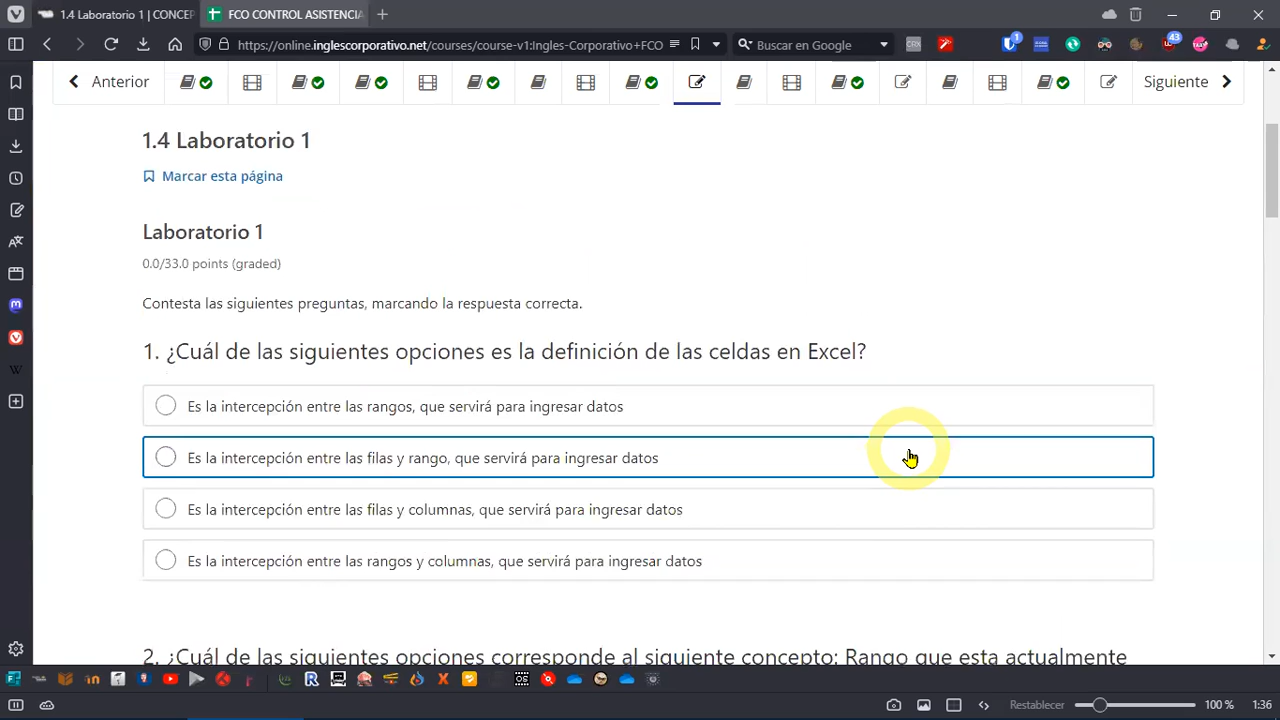 1.4 Laboratorio 1 | CONCEP
FCO CONTROL ASISTENCIA
https://online.inglescorporativo.net/courses/course-v1:Ingles-Corporativo+FCO
Buscar en Google
CRX
1
43
Anterior
Siguiente
1.4 Laboratorio 1
Marcar esta página
Laboratorio 1
0.0/33.0 points (graded)
Contesta las siguientes preguntas, marcando la respuesta correcta.
1. ¿Cuál de las siguientes opciones es la definición de las celdas en Excel?
Es la intercepción entre las rangos, que servirá para ingresar datos
Es la intercepción entre las filas y rango, que servirá para ingresar datos
Es la intercepción entre las filas y columnas, que servirá para ingresar datos
Es la intercepción entre las rangos y columnas, que servirá para ingresar datos
2. ¿Cuál de las siguientes opciones corresponde al siguiente concepto: Rango que esta actualmente
Restablecer
100 %
1:36